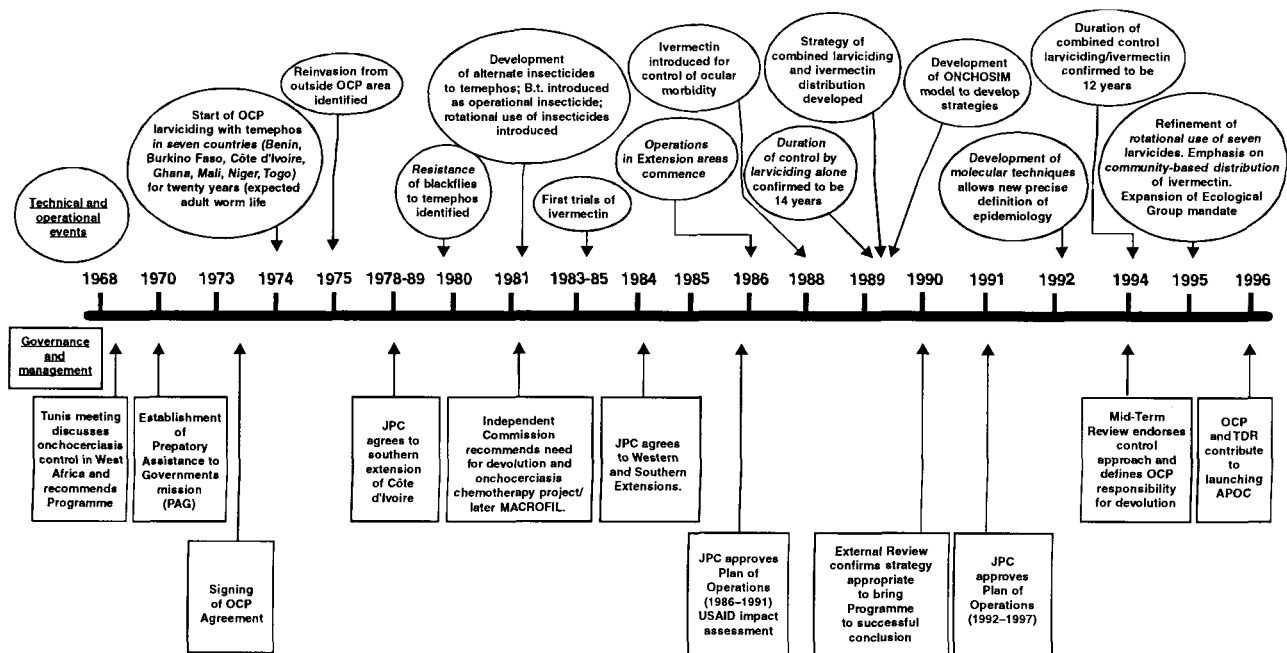 Technical and
operational
events
Start of OCP
larviciding with temephos
in seven countries (Benin,
Burkino Faso, Côte d'Ivoire,
Ghana, Mali, Niger, Togo)
for twenty years (expected
adult worm life
Reinvasion from
outside OCP area
identified
Resistance
of blackflies
to temephos
identified
Development
of alternate insecticides
to temephos; B.t. introduced
as operational insecticide;
rotational use of insecticides
introduced
First trials of
ivermectin
Operations
in Extension areas
commence
Ivermectin
introduced for
control of ocular
morbidity
Duration
of control by
larviciding alone
confirmed to be
14 years
Strategy of
combined larviciding
and ivermectin
distribution
developed
Development
of ONCHOSIM
model to develop
strategies
Development of
molecular techniques
allows new precise
definition of
epidemiology
Duration of
combined control
larviciding/ivermectin
confirmed to be
12 years
Refinement of
rotational use of seven
larvicides. Emphasis on
community-based distribution
of ivermectin.
Expansion of Ecological
Group mandate
1968 1970 1973 1974 1975 1978-89 1980 1981 1983-85 1984 1985 1986 1988 1989 1990 1991 1992 1994 1995 1996
Governance
and
management
Tunis meeting
discusses
onchocerciasis
control in West
Africa and
recommends
Programme
Establishment
of
Prepatory
Assistance to
Governments
mission
(PAG)
Signing
of OCP
Agreement
JPC
agrees to
southern
extension
of Côte
d'Ivoire
Independent
Commission
recommends need
for devolution and
onchocerciasis
chemotherapy project/
later MACROFIL.
JPC agrees
to Western
and Southern
Extensions.
JPC approves
Plan of
Operations
(1986–1991)
USAID impact
assessment
External Review
confirms strategy
appropriate
to bring
Programme
to successful
conclusion
JPC
approves
Plan of
Operations
(1992–1997)
Mid-Term
Review endorses
control
approach and
defines OCP
responsibility
for devolution
OCP
and TDR
contribute
to
launching
APOC